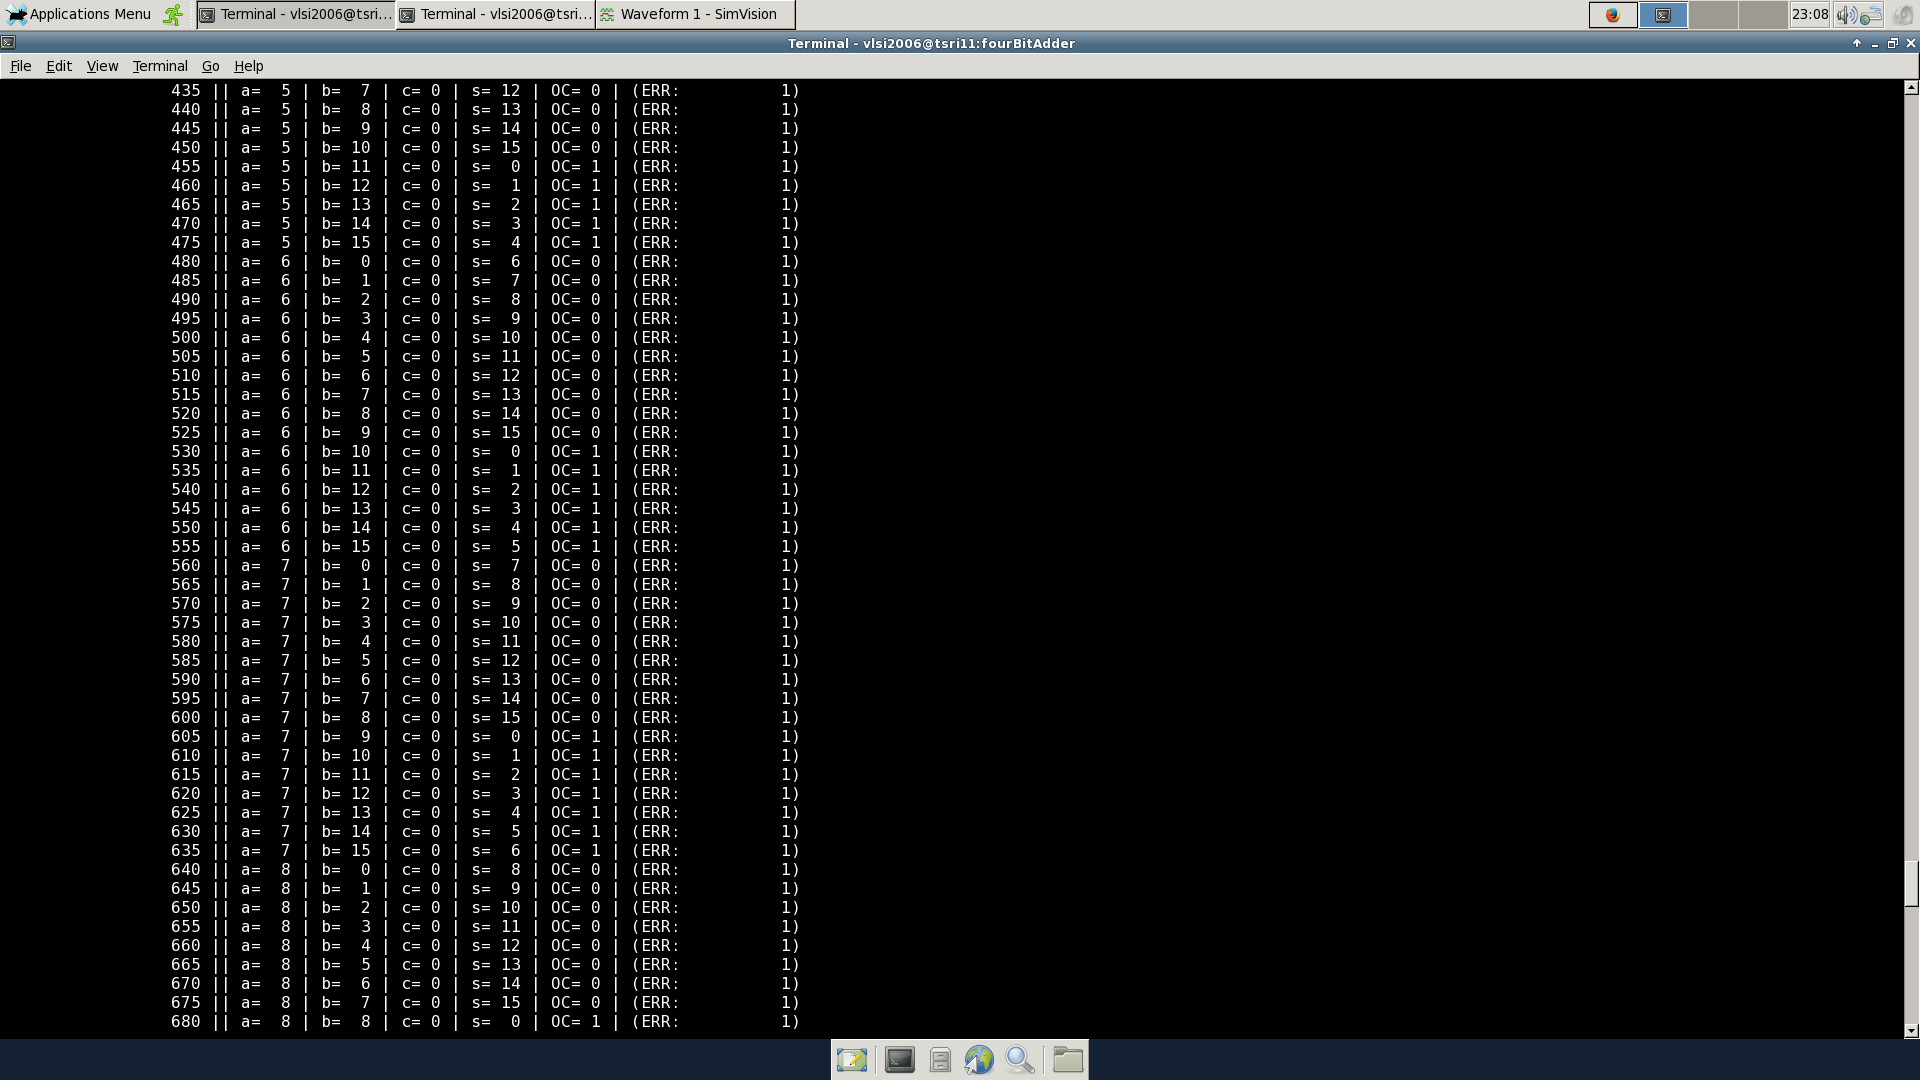 Applications Menu Terminal - vlsi2006@tsri... Terminal - vlsi2006@tsri... Waveform 1 - SimVision 23:08
Terminal - vlsi2006@tsri11:fourBitAdder
File Edit View Terminal Go Help
435 || a=  5 | b=  7 | c= 0 | s= 12 | OC= 0 | (ERR:          1)
440 || a=  5 | b=  8 | c= 0 | s= 13 | OC= 0 | (ERR:          1)
445 || a=  5 | b=  9 | c= 0 | s= 14 | OC= 0 | (ERR:          1)
450 || a=  5 | b= 10 | c= 0 | s= 15 | OC= 0 | (ERR:          1)
455 || a=  5 | b= 11 | c= 0 | s=  0 | OC= 1 | (ERR:          1)
460 || a=  5 | b= 12 | c= 0 | s=  1 | OC= 1 | (ERR:          1)
465 || a=  5 | b= 13 | c= 0 | s=  2 | OC= 1 | (ERR:          1)
470 || a=  5 | b= 14 | c= 0 | s=  3 | OC= 1 | (ERR:          1)
475 || a=  5 | b= 15 | c= 0 | s=  4 | OC= 1 | (ERR:          1)
480 || a=  6 | b=  0 | c= 0 | s=  6 | OC= 0 | (ERR:          1)
485 || a=  6 | b=  1 | c= 0 | s=  7 | OC= 0 | (ERR:          1)
490 || a=  6 | b=  2 | c= 0 | s=  8 | OC= 0 | (ERR:          1)
495 || a=  6 | b=  3 | c= 0 | s=  9 | OC= 0 | (ERR:          1)
500 || a=  6 | b=  4 | c= 0 | s= 10 | OC= 0 | (ERR:          1)
505 || a=  6 | b=  5 | c= 0 | s= 11 | OC= 0 | (ERR:          1)
510 || a=  6 | b=  6 | c= 0 | s= 12 | OC= 0 | (ERR:          1)
515 || a=  6 | b=  7 | c= 0 | s= 13 | OC= 0 | (ERR:          1)
520 || a=  6 | b=  8 | c= 0 | s= 14 | OC= 0 | (ERR:          1)
525 || a=  6 | b=  9 | c= 0 | s= 15 | OC= 0 | (ERR:          1)
530 || a=  6 | b= 10 | c= 0 | s=  0 | OC= 1 | (ERR:          1)
535 || a=  6 | b= 11 | c= 0 | s=  1 | OC= 1 | (ERR:          1)
540 || a=  6 | b= 12 | c= 0 | s=  2 | OC= 1 | (ERR:          1)
545 || a=  6 | b= 13 | c= 0 | s=  3 | OC= 1 | (ERR:          1)
550 || a=  6 | b= 14 | c= 0 | s=  4 | OC= 1 | (ERR:          1)
555 || a=  6 | b= 15 | c= 0 | s=  5 | OC= 1 | (ERR:          1)
560 || a=  7 | b=  0 | c= 0 | s=  7 | OC= 0 | (ERR:          1)
565 || a=  7 | b=  1 | c= 0 | s=  8 | OC= 0 | (ERR:          1)
570 || a=  7 | b=  2 | c= 0 | s=  9 | OC= 0 | (ERR:          1)
575 || a=  7 | b=  3 | c= 0 | s= 10 | OC= 0 | (ERR:          1)
580 || a=  7 | b=  4 | c= 0 | s= 11 | OC= 0 | (ERR:          1)
585 || a=  7 | b=  5 | c= 0 | s= 12 | OC= 0 | (ERR:          1)
590 || a=  7 | b=  6 | c= 0 | s= 13 | OC= 0 | (ERR:          1)
595 || a=  7 | b=  7 | c= 0 | s= 14 | OC= 0 | (ERR:          1)
600 || a=  7 | b=  8 | c= 0 | s= 15 | OC= 0 | (ERR:          1)
605 || a=  7 | b=  9 | c= 0 | s=  0 | OC= 1 | (ERR:          1)
610 || a=  7 | b= 10 | c= 0 | s=  1 | OC= 1 | (ERR:          1)
615 || a=  7 | b= 11 | c= 0 | s=  2 | OC= 1 | (ERR:          1)
620 || a=  7 | b= 12 | c= 0 | s=  3 | OC= 1 | (ERR:          1)
625 || a=  7 | b= 13 | c= 0 | s=  4 | OC= 1 | (ERR:          1)
630 || a=  7 | b= 14 | c= 0 | s=  5 | OC= 1 | (ERR:          1)
635 || a=  7 | b= 15 | c= 0 | s=  6 | OC= 1 | (ERR:          1)
640 || a=  8 | b=  0 | c= 0 | s=  8 | OC= 0 | (ERR:          1)
645 || a=  8 | b=  1 | c= 0 | s=  9 | OC= 0 | (ERR:          1)
650 || a=  8 | b=  2 | c= 0 | s= 10 | OC= 0 | (ERR:          1)
655 || a=  8 | b=  3 | c= 0 | s= 11 | OC= 0 | (ERR:          1)
660 || a=  8 | b=  4 | c= 0 | s= 12 | OC= 0 | (ERR:          1)
665 || a=  8 | b=  5 | c= 0 | s= 13 | OC= 0 | (ERR:          1)
670 || a=  8 | b=  6 | c= 0 | s= 14 | OC= 0 | (ERR:          1)
675 || a=  8 | b=  7 | c= 0 | s= 15 | OC= 0 | (ERR:          1)
680 || a=  8 | b=  8 | c= 0 | s=  0 | OC= 1 | (ERR:          1)